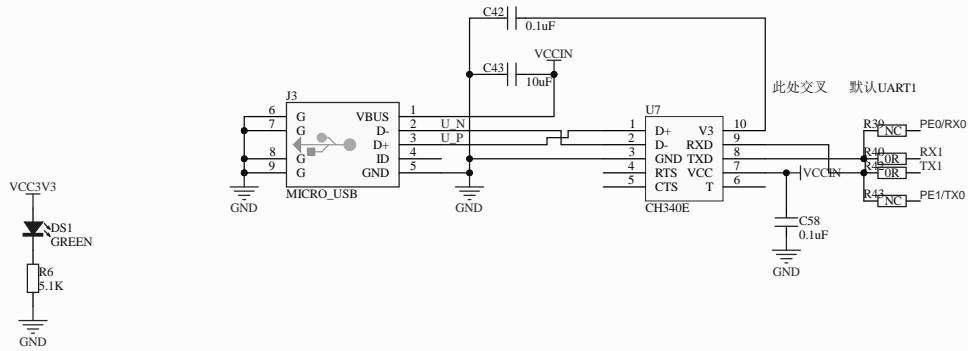 C42
0.1uF
VCCIN
C43
10uF
此处交叉 默认UART1
J3
U7
6 G VBUS 1
7 G D- 2 U_N
D+ 3 U_P
8 G ID 4
9 G GND 5
MICRO_USB
GND
GND
1 D+ V3 10
2 D- RXD 9
3 GND TXD 8
4 RTS VCC 7 VCCIN
5 CTS T 6
CH340E
R39 NC PE0/RX0
R40 0R RX1
R42 0R TX1
R43 NC PE1/TX0
C58
0.1uF
GND
VCC3V3
DS1
GREEN
R6
5.1K
GND